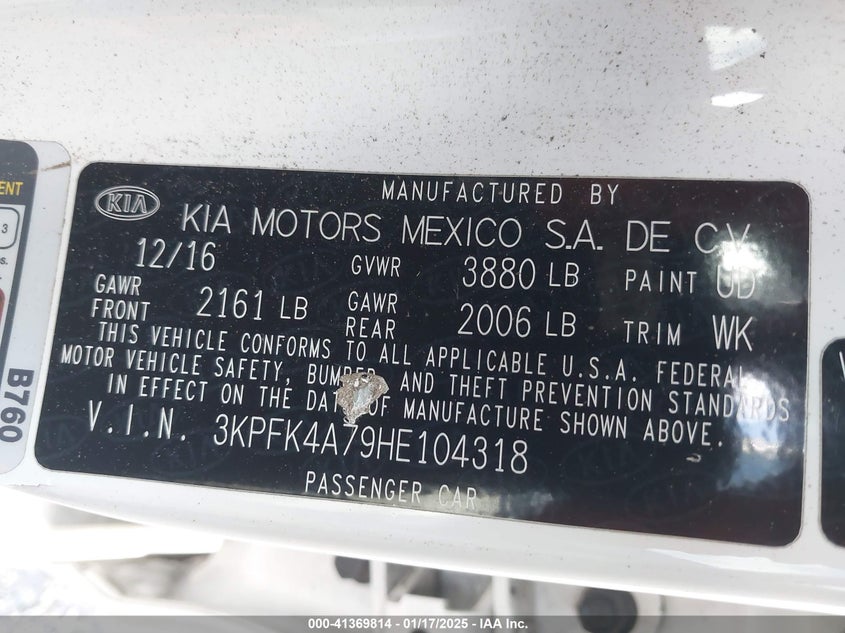 MANUFACTURED BY
KIA KIA MOTORS MEXICO S.A. DE C.V.
12/16 GVWR 3880 LB PAINT UD
GAWR FRONT 2161 LB GAWR REAR 2006 LB TRIM WK
THIS VEHICLE CONFORMS TO ALL APPLICABLE U.S.A. FEDERAL
MOTOR VEHICLE SAFETY, BUMPER, AND THEFT PREVENTION STANDARDS
IN EFFECT ON THE DATE OF MANUFACTURE SHOWN ABOVE.
V.I.N. 3KPFK4A79HE104318
PASSENGER CAR
ENT
3
s.
B760
000-41369814 - 01/17/2025 - IAA Inc.